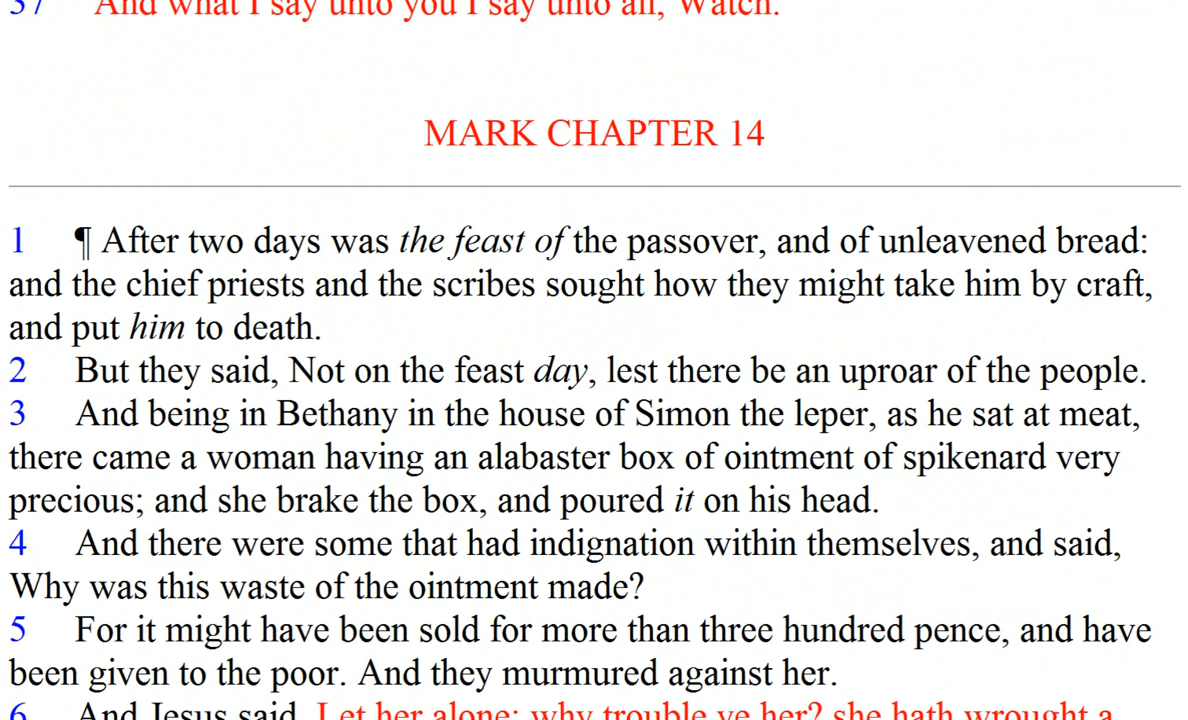 37 And what I say unto you I say unto all, Watch.
MARK CHAPTER 14
1 ¶ After two days was the feast of the passover, and of unleavened bread:
and the chief priests and the scribes sought how they might take him by craft,
and put him to death.
2 But they said, Not on the feast day, lest there be an uproar of the people.
3 And being in Bethany in the house of Simon the leper, as he sat at meat,
there came a woman having an alabaster box of ointment of spikenard very
precious; and she brake the box, and poured it on his head.
4 And there were some that had indignation within themselves, and said,
Why was this waste of the ointment made?
5 For it might have been sold for more than three hundred pence, and have
been given to the poor. And they murmured against her.
6 And Jesus said, Let her alone; why trouble ye her? she hath wrought a